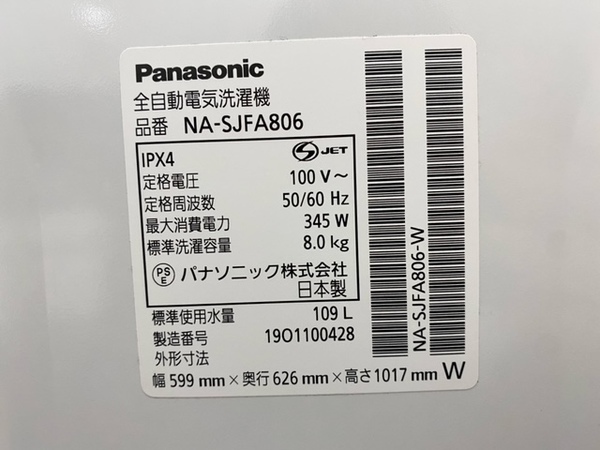 Panasonic
全自動電気洗濯機
品番 NA-SJFA806
IPX4 S JET
定格電圧 100 V～
定格周波数 50/60 Hz
最大消費電力 345 W
標準洗濯容量 8.0 kg
PS E パナソニック株式会社
日本製
標準使用水量 109 L
製造番号 19O1100428
外形寸法
幅 599 mm × 奥行 626 mm × 高さ 1017 mm W
NA-SJFA806-W